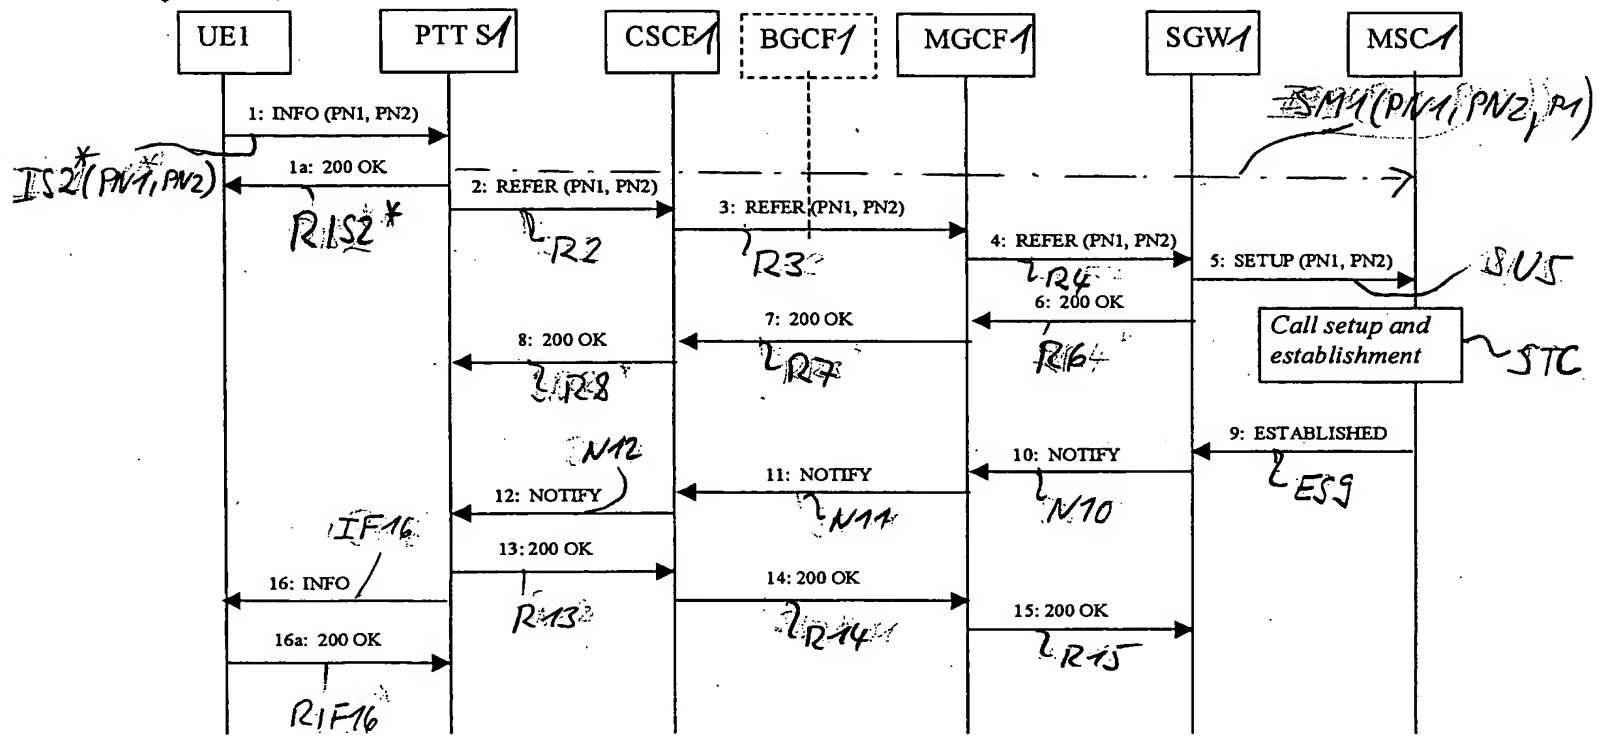 UE1
PTT S1
CSCF1
BGCF1
MGCF1
SGW1
MSC1
ISM1(PN1, PN2, P1)
1: INFO (PN1, PN2)
IS2*(PN1*, PN2)
1a: 200 OK
RIS2*
2: REFER (PN1, PN2)
R2
3: REFER (PN1, PN2)
R3
4: REFER (PN1, PN2)
R4
5: SETUP (PN1, PN2)
SU5
6: 200 OK
R6
7: 200 OK
R7
8: 200 OK
R8
Call setup and
establishment
STC
9: ESTABLISHED
ES9
10: NOTIFY
N10
11: NOTIFY
N11
N12
12: NOTIFY
IF16
13: 200 OK
R13
16: INFO
14: 200 OK
R14
15: 200 OK
R15
16a: 200 OK
RIF16